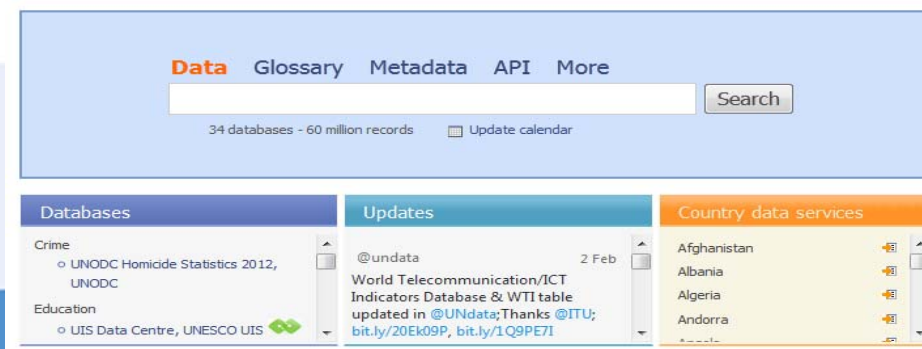 Data Glossary Metadata API More
Search
34 databases - 60 million records Update calendar
Databases
Crime
UNODC Homicide Statistics 2012,
UNODC
Education
UIS Data Centre, UNESCO UIS
Updates
@undata 2 Feb
World Telecommunication/ICT
Indicators Database & WTI table
updated in @UNdata;Thanks @ITU;
bit.ly/20Ek09P, bit.ly/1Q9PE7I
Country data services
Afghanistan
Albania
Algeria
Andorra